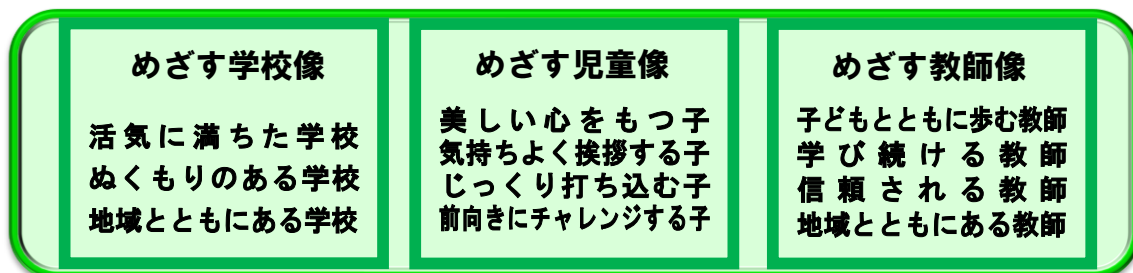 めざす学校像
活気に満ちた学校
ぬくもりのある学校
地域とともにある学校
めざす児童像
美しい心をもつ子
気持ちよく挨拶する子
じっくり打ち込む子
前向きにチャレンジする子
めざす教師像
子どもとともに歩む教師
学び続ける教師
信頼される教師
地域とともにある教師